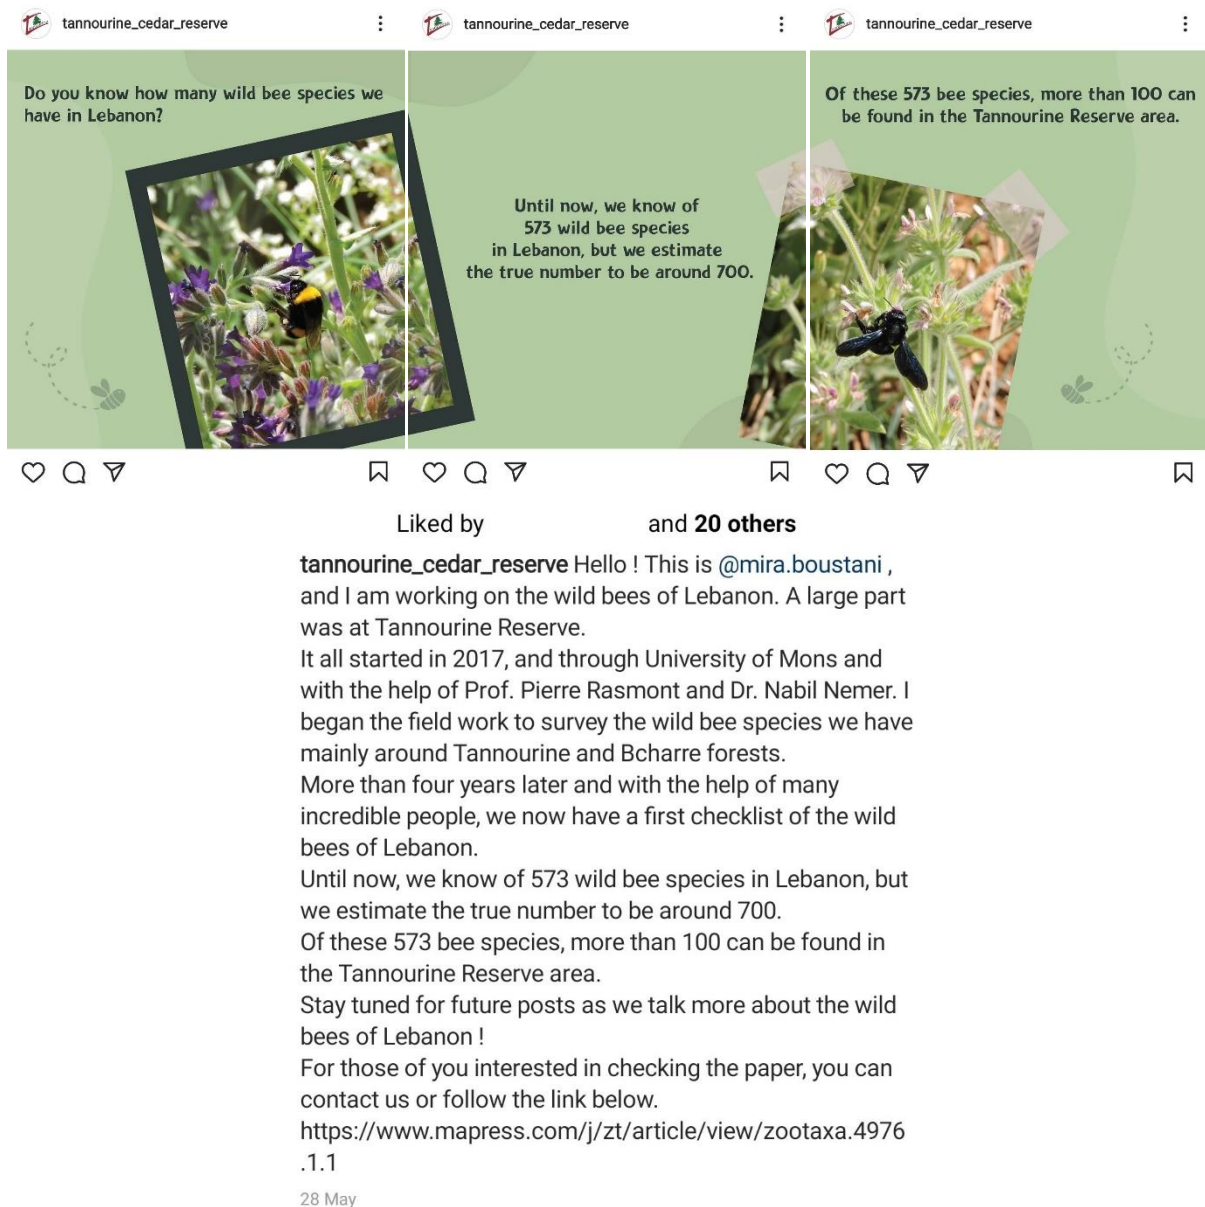 tannourine_cedar_reserve
Do you know how many wild bee species we
have in Lebanon?
tannourine_cedar_reserve
Until now, we know of
573 wild bee species
in Lebanon, but we estimate
the true number to be around 700.
tannourine_cedar_reserve
Of these 573 bee species, more than 100 can
be found in the Tannourine Reserve area.
Liked by and 20 others
tannourine_cedar_reserve Hello ! This is @mira.boustani ,
and I am working on the wild bees of Lebanon. A large part
was at Tannourine Reserve.
It all started in 2017, and through University of Mons and
with the help of Prof. Pierre Rasmont and Dr. Nabil Nemer. I
began the field work to survey the wild bee species we have
mainly around Tannourine and Bcharre forests.
More than four years later and with the help of many
incredible people, we now have a first checklist of the wild
bees of Lebanon.
Until now, we know of 573 wild bee species in Lebanon, but
we estimate the true number to be around 700.
Of these 573 bee species, more than 100 can be found in
the Tannourine Reserve area.
Stay tuned for future posts as we talk more about the wild
bees of Lebanon !
For those of you interested in checking the paper, you can
contact us or follow the link below.
https://www.mapress.com/j/zt/article/view/zootaxa.4976
.1.1
28 May